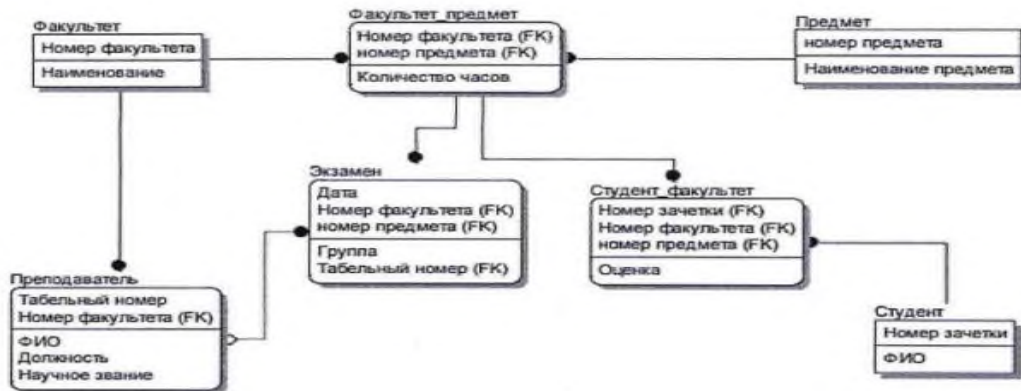 Факультет
Номер факультета
Наименование
Факультет_предмет
Номер факультета (FK)
номер предмета (FK)
Количество часов
Предмет
номер предмета
Наименование предмета
Экзамен
Дата
Номер факультета (FK)
номер предмета (FK)
Группа
Табельный номер (FK)
Студент_факультет
Номер зачетки (FK)
Номер факультета (FK)
номер предмета (FK)
Оценка
Преподаватель
Табельный номер
Номер факультета (FK)
ФИО
Должность
Научное звание
Студент
Номер зачетки
ФИО